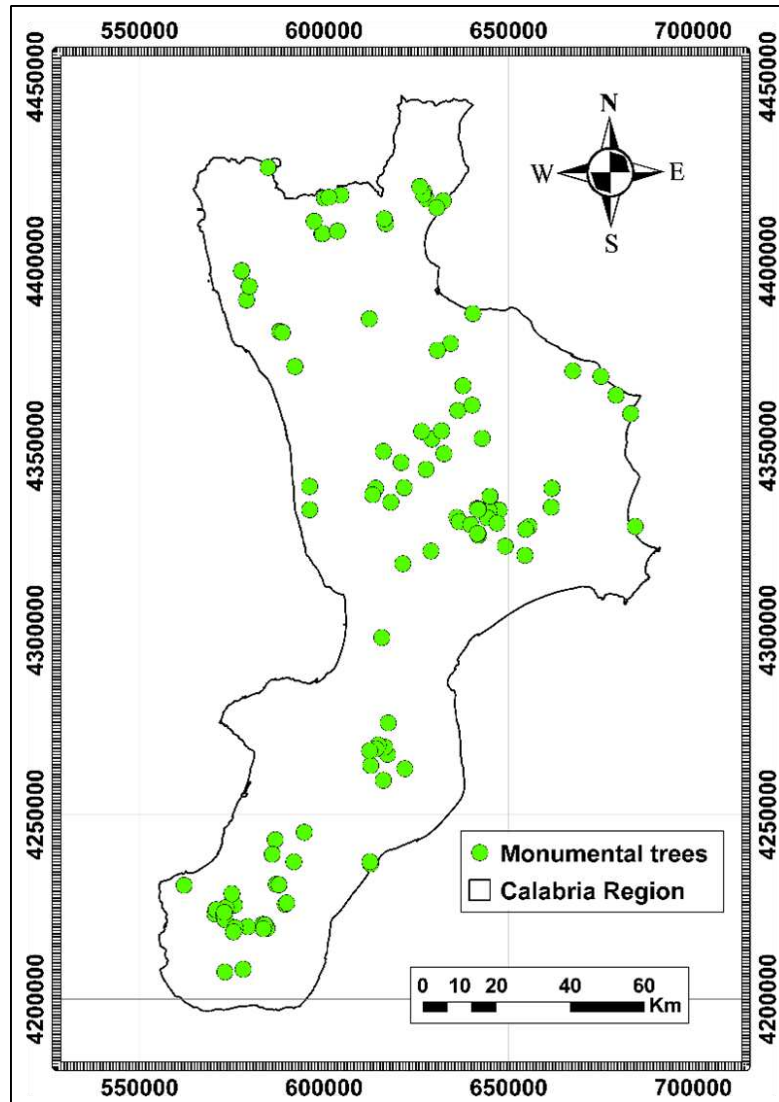 550000 600000 650000 700000
4450000 4450000
N
W E
S
4400000 4400000
4350000 4350000
4300000 4300000
4250000 4250000
Monumental trees
Calabria Region
4200000 4200000
0 10 20 40 60
Km
550000 600000 650000 700000